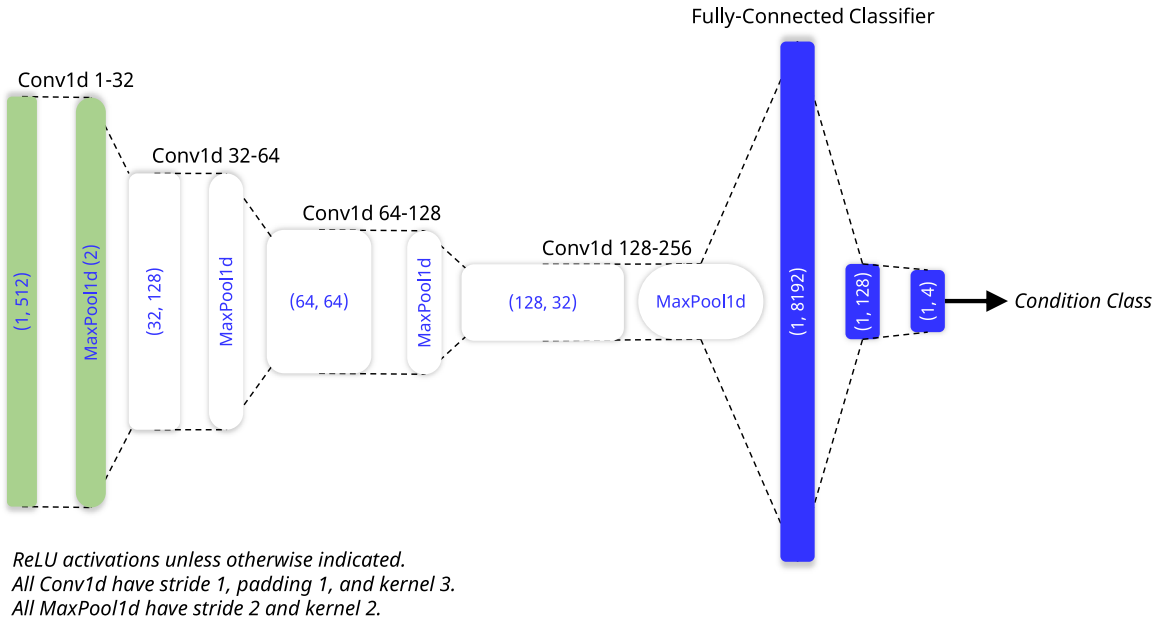 Fully-Connected Classifier
Conv1d 1-32
Conv1d 32-64
Conv1d 64-128
Conv1d 128-256
(1, 512)
MaxPool1d (2)
(32, 128)
MaxPool1d
(64, 64)
MaxPool1d
(128, 32)
MaxPool1d
(1, 8192)
(1, 128)
(1, 4)
Condition Class
ReLU activations unless otherwise indicated.
All Conv1d have stride 1, padding 1, and kernel 3.
All MaxPool1d have stride 2 and kernel 2.